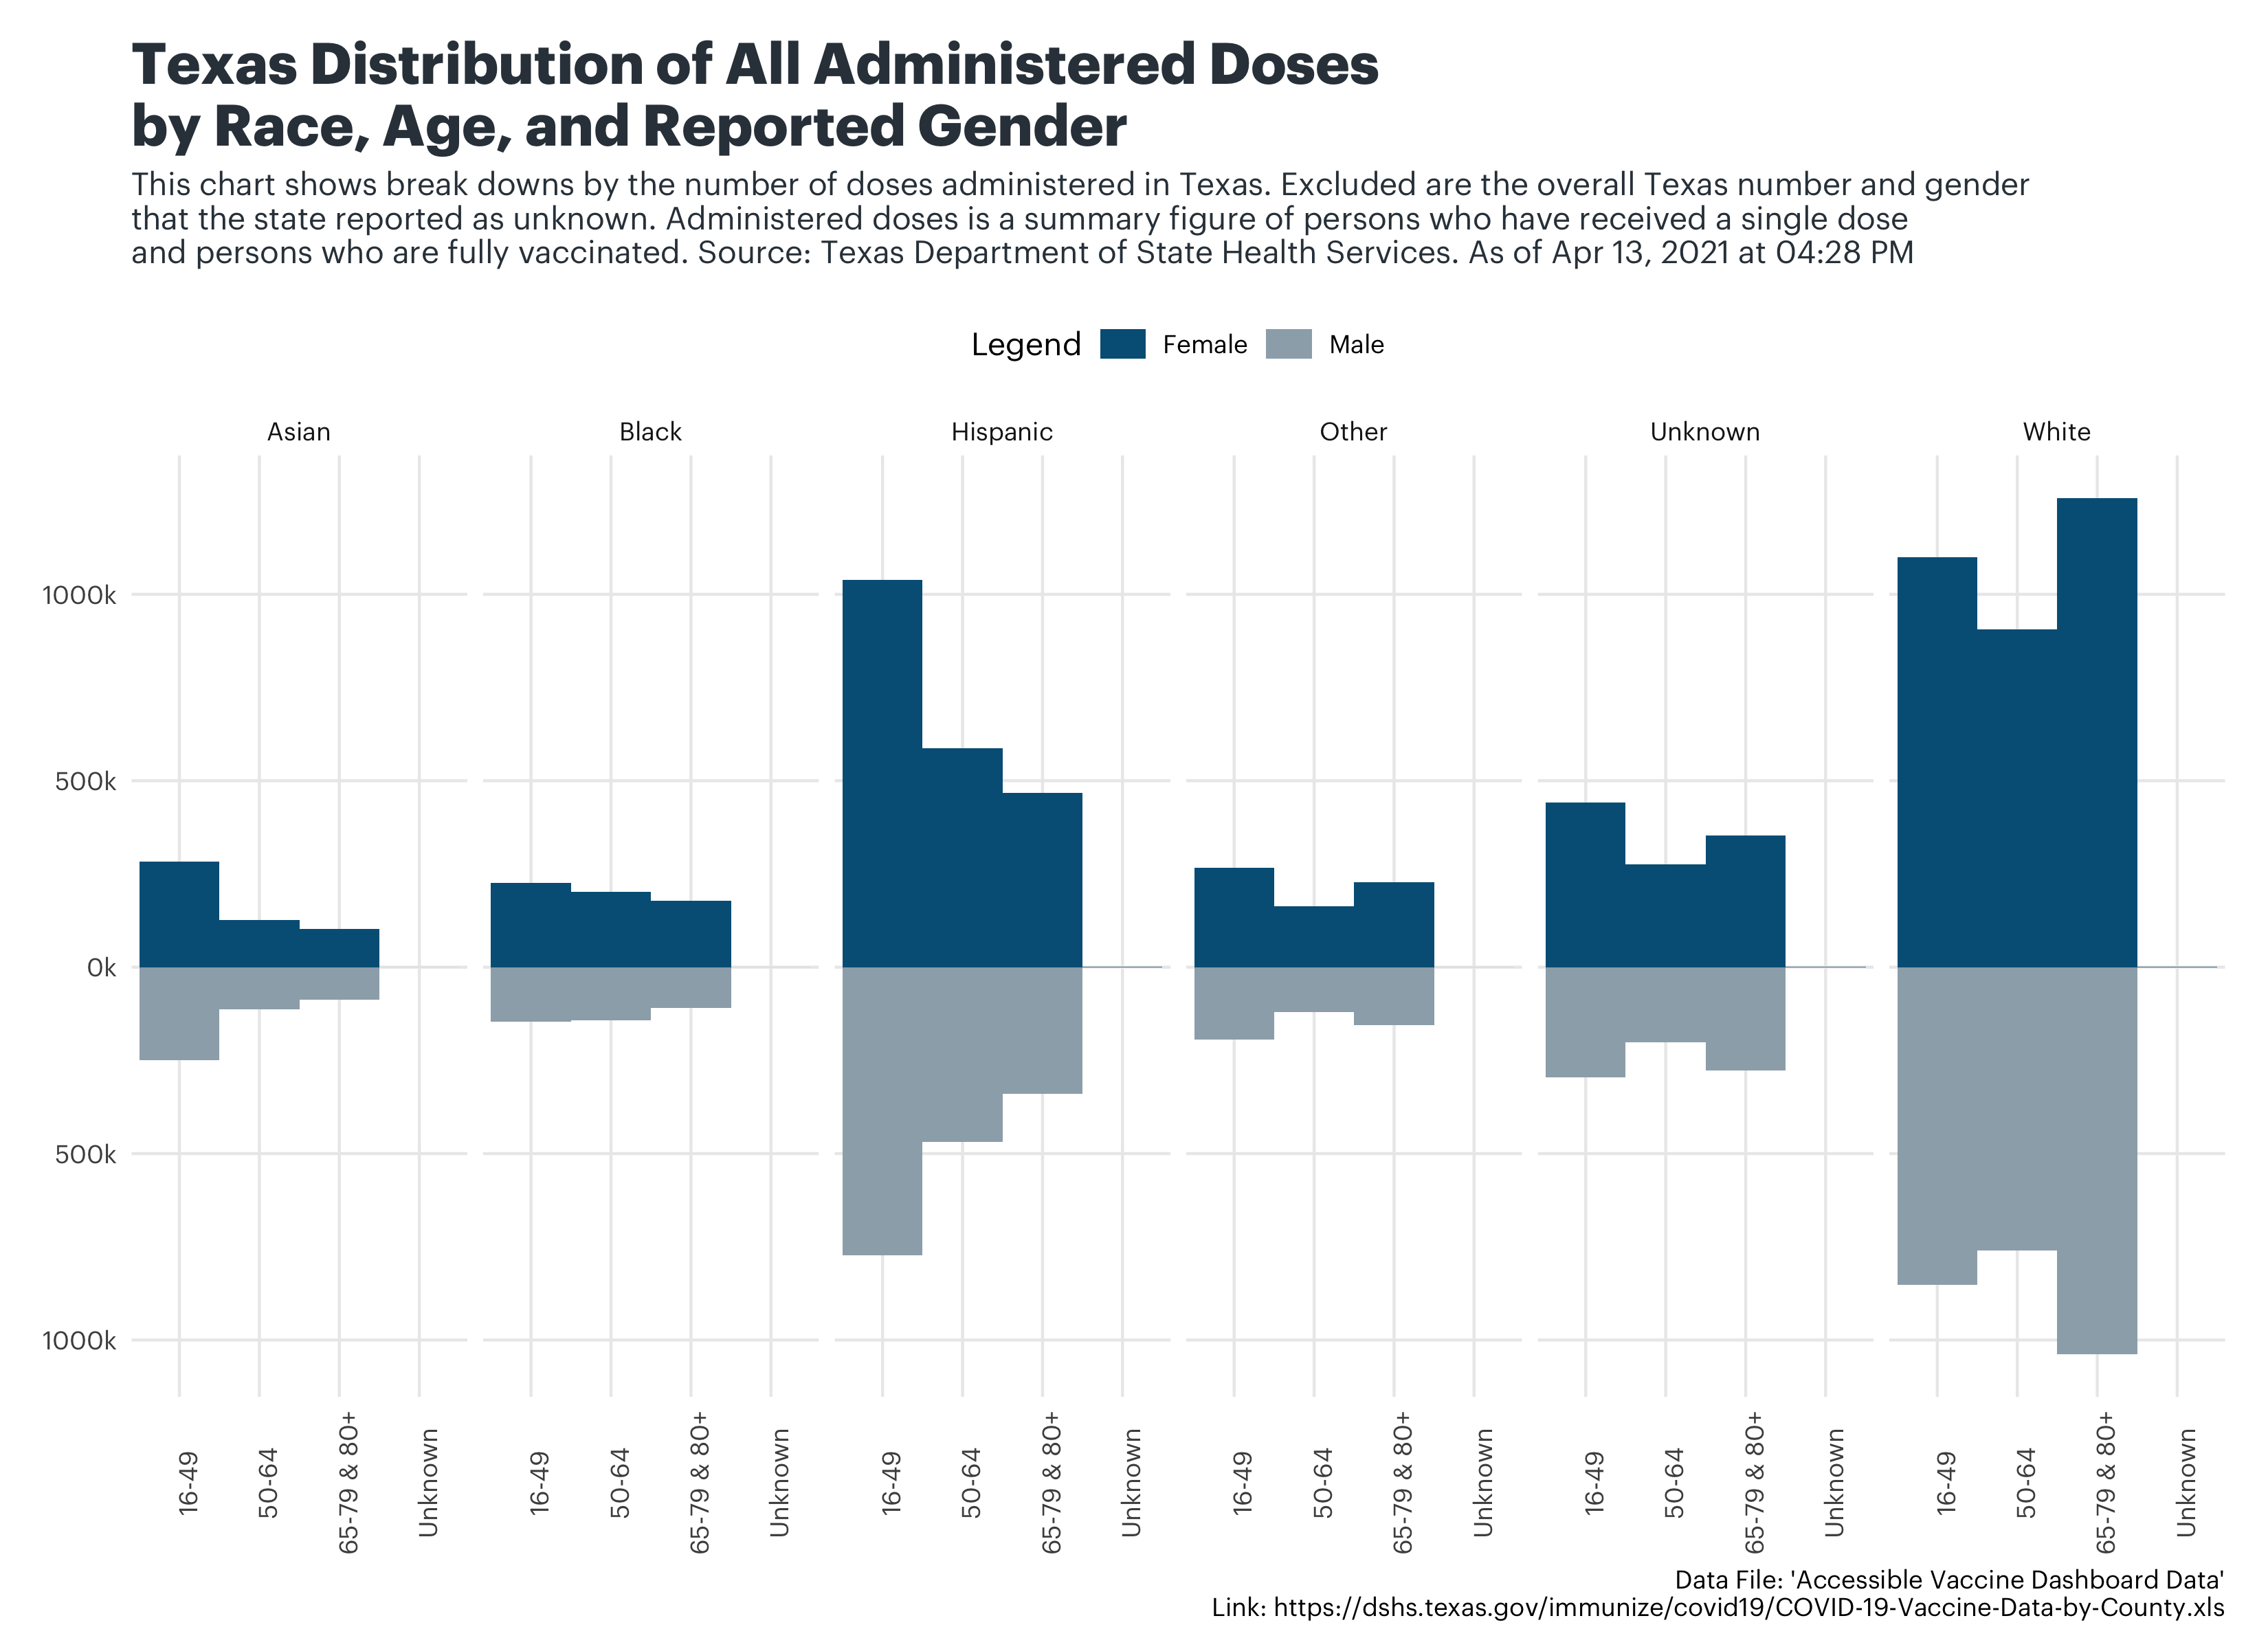 Texas Distribution of All Administered Doses
by Race, Age, and Reported Gender
This chart shows break downs by the number of doses administered in Texas. Excluded are the overall Texas number and gender
that the state reported as unknown. Administered doses is a summary figure of persons who have received a single dose
and persons who are fully vaccinated. Source: Texas Department of State Health Services. As of Apr 13, 2021 at 04:28 PM
Legend Female Male
Asian Black Hispanic Other Unknown White
1000k
500k
0k
500k
1000k
16-49 50-64 65-79 & 80+ Unknown 16-49 50-64 65-79 & 80+ Unknown 16-49 50-64 65-79 & 80+ Unknown 16-49 50-64 65-79 & 80+ Unknown 16-49 50-64 65-79 & 80+ Unknown 16-49 50-64 65-79 & 80+ Unknown
Data File: 'Accessible Vaccine Dashboard Data'
Link: https://dshs.texas.gov/immunize/covid19/COVID-19-Vaccine-Data-by-County.xls